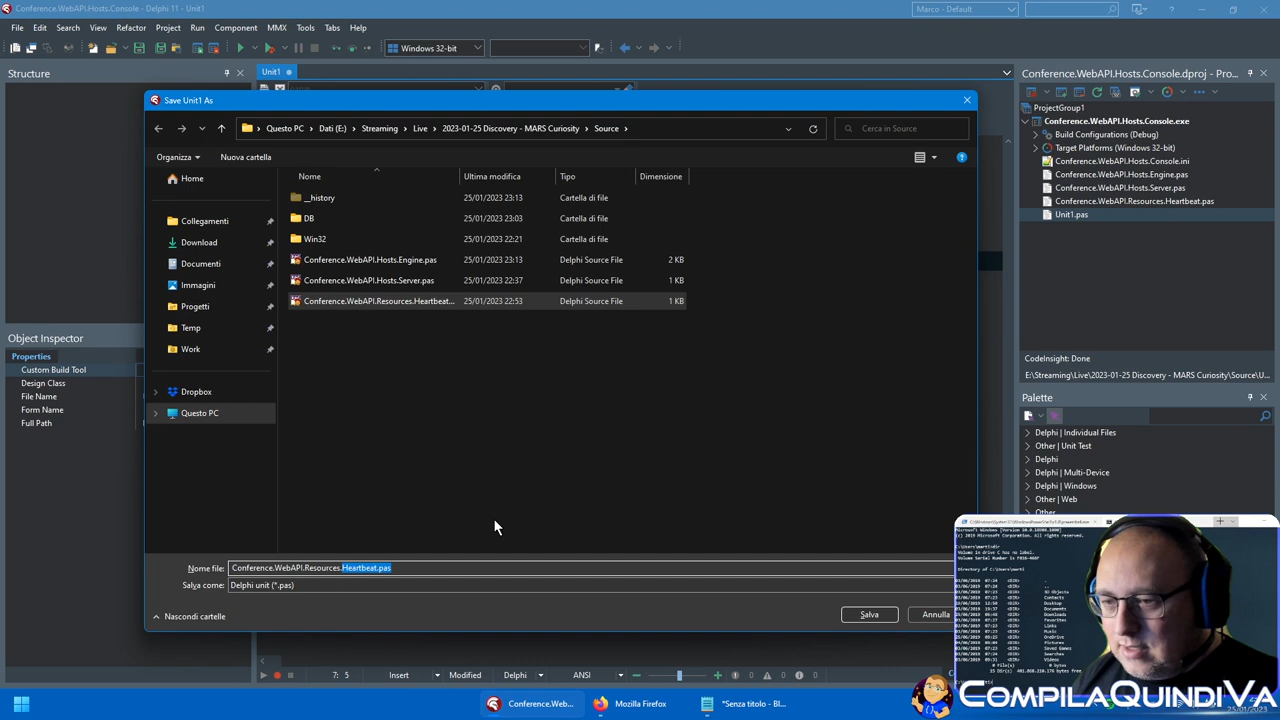 Conference.WebAPI.Hosts.Console - Delphi 11 - Unit1
Marco - Desktop
File Edit Search View Refactor Project Run Component MMX Tools Tabs Help
Windows 32-bit
Structure
Unit1
Save Unit1 As
Questo PC > Dati (E:) > Streaming > Live > 2023-01-25 Discovery - MARS Curiosity > Source >
Cerca in Source
Organizza
Nuova cartella
Nome Ultima modifica Tipo Dimensione
__history 25/01/2023 23:13 Cartella di file
DB 25/01/2023 23:03 Cartella di file
Win32 25/01/2023 22:21 Cartella di file
Conference.WebAPI.Hosts.Engine.pas 25/01/2023 23:13 Delphi Source File 2 KB
Conference.WebAPI.Hosts.Server.pas 25/01/2023 22:37 Delphi Source File 1 KB
Conference.WebAPI.Resources.Heartbeat... 25/01/2023 22:53 Delphi Source File 1 KB
Home
Collegamenti
Download
Documenti
Immagini
Progetti
Temp
Work
Dropbox
Questo PC
Nome file: Conference.WebAPI.Resources.Heartbeat.pas
Salva come: Delphi unit (*.pas)
Nascondi cartelle
Salva
Annulla
Object Inspector
Properties
Custom Build Tool
Design Class
File Name
Form Name
Full Path
Conference.WebAPI.Hosts.Console.dproj - Pro...
ProjectGroup1
Conference.WebAPI.Hosts.Console.exe
Build Configurations (Debug)
Target Platforms (Windows 32-bit)
Conference.WebAPI.Hosts.Console.ini
Conference.WebAPI.Hosts.Engine.pas
Conference.WebAPI.Hosts.Server.pas
Conference.WebAPI.Resources.Heartbeat.pas
Unit1.pas
CodeInsight: Done
E:\Streaming\Live\2023-01-25 Discovery - MARS Curiosity\Source\U...
Palette
Delphi | Individual Files
Other | Unit Test
Delphi
Delphi | Multi-Device
Delphi | Windows
Other | Web
Other
Insert Modified Delphi 11
0 0 0
Conference.Web...
Mozilla Firefox
*Senza titolo - Bl...
COMPILAQUINDIVA
25/01/2023